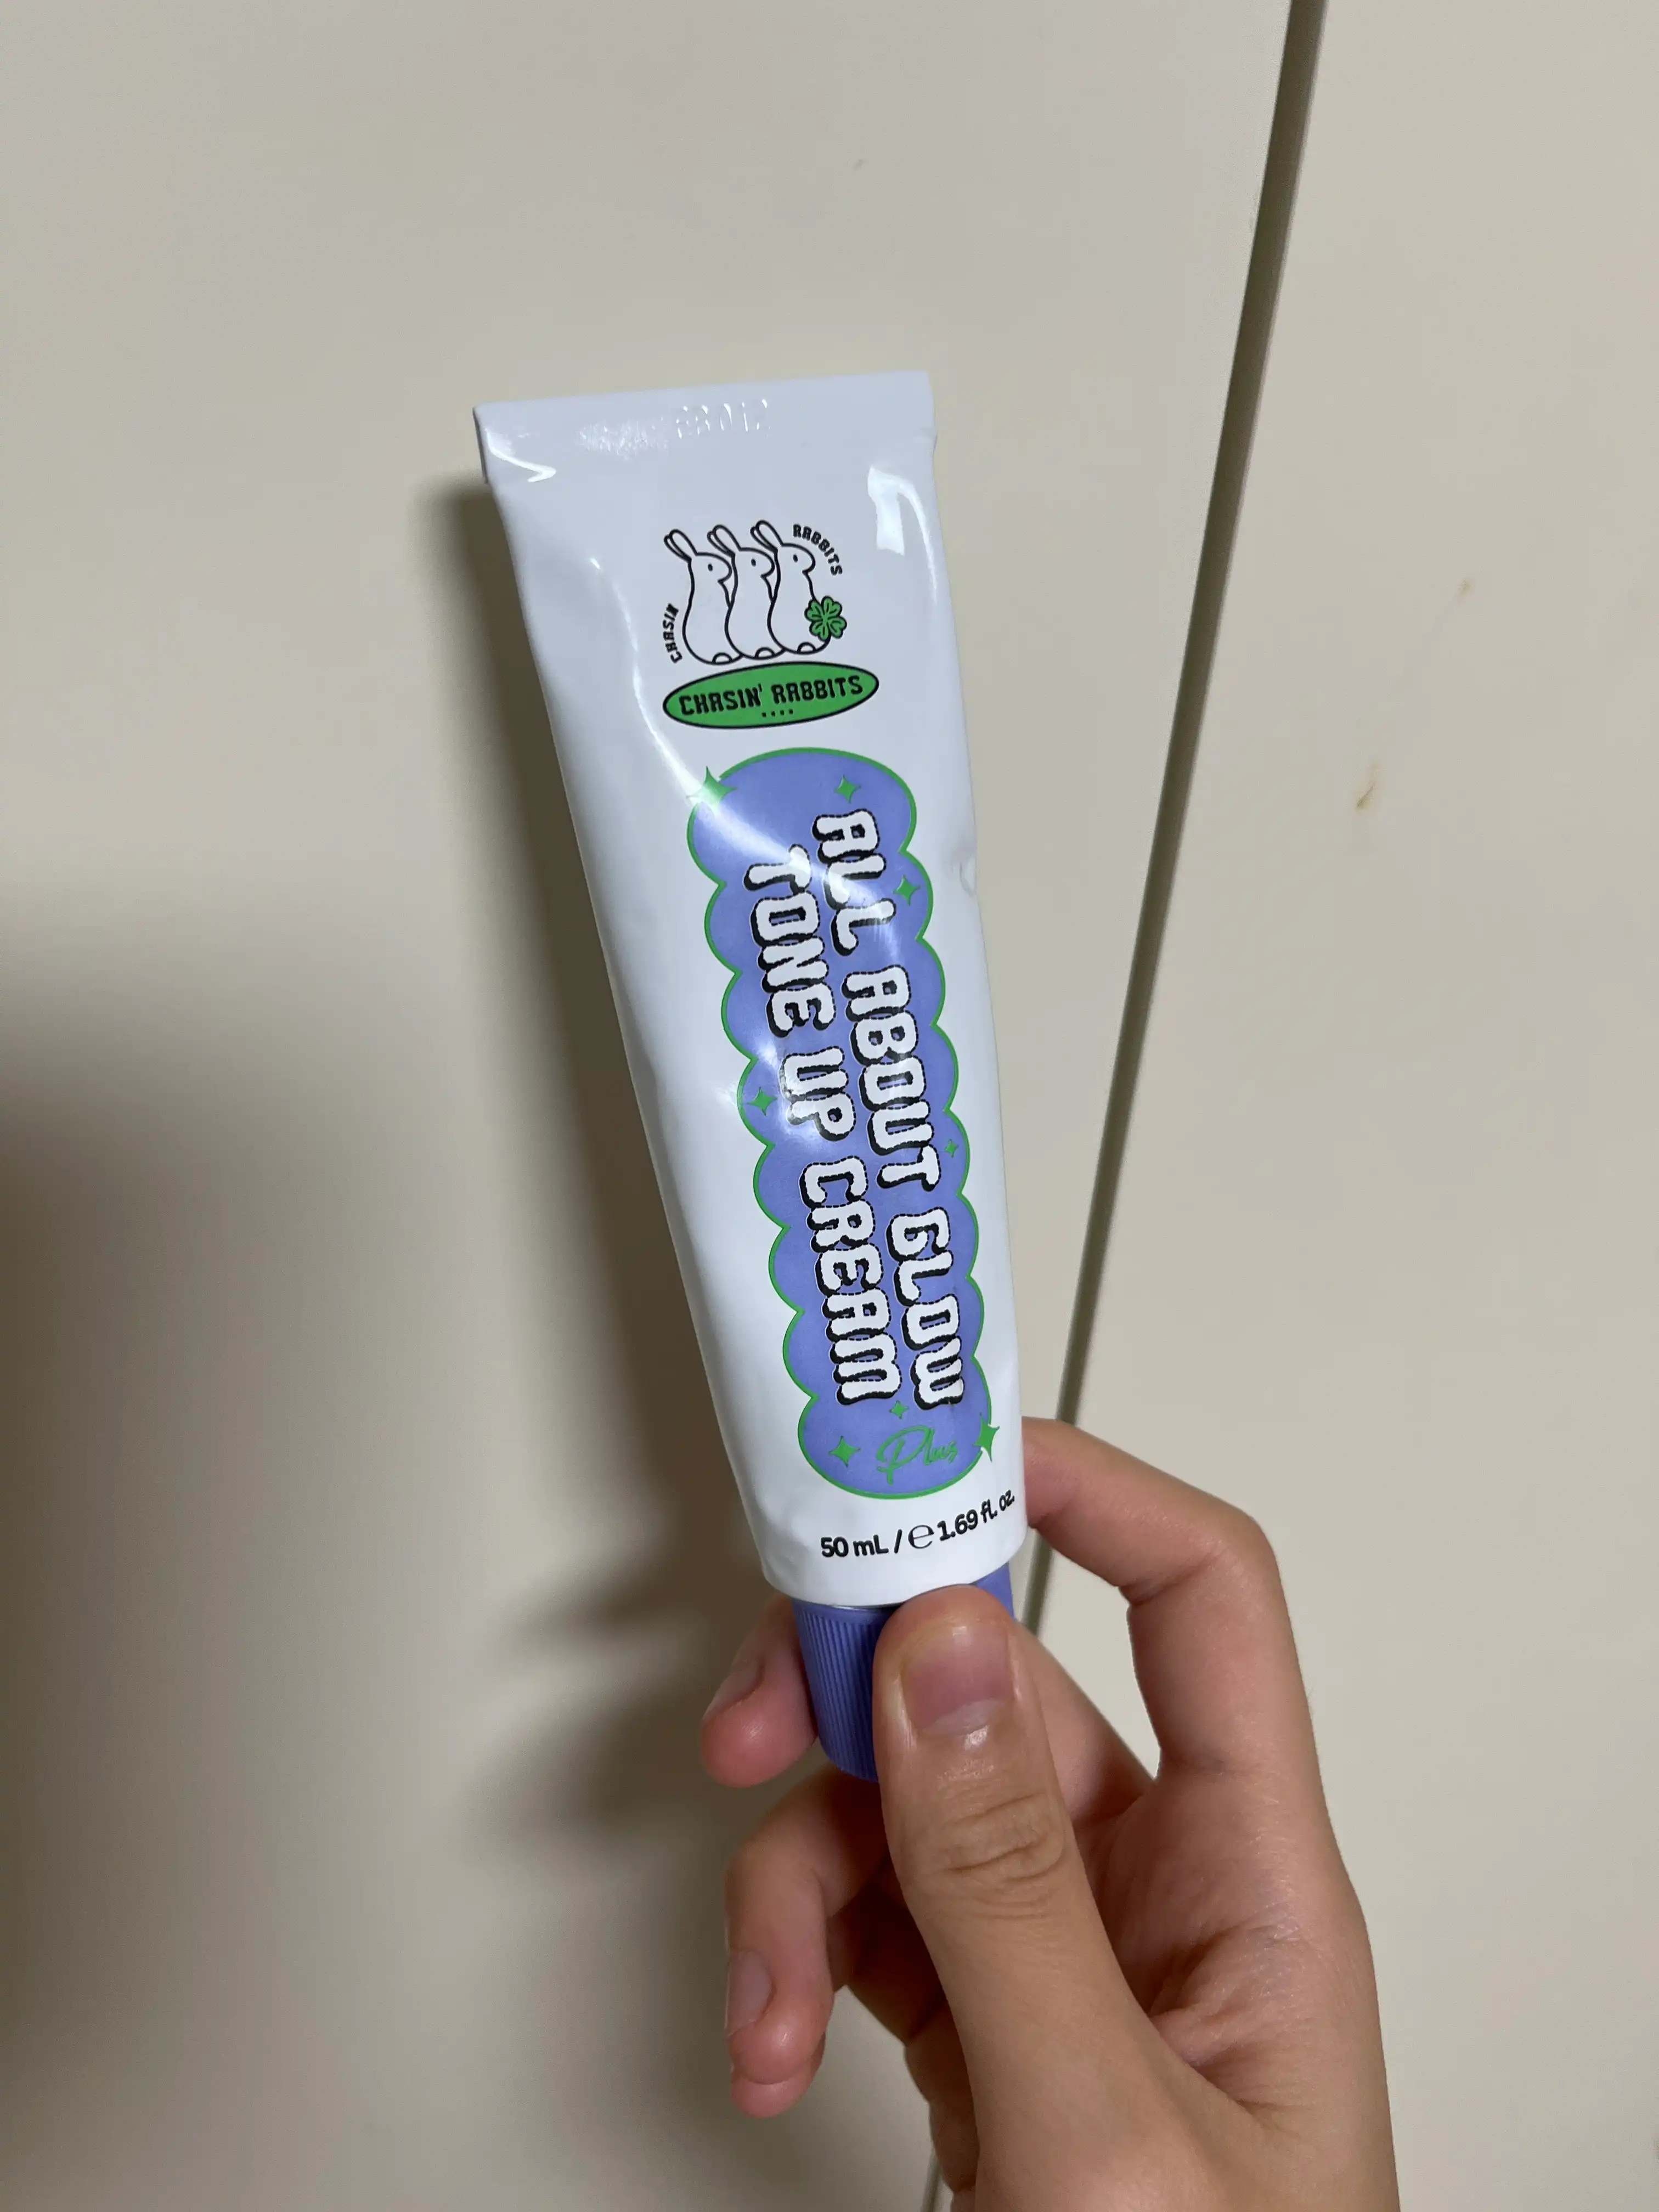 CHASIN RABBITS
CHASIN' RABBITS
ALL ABOUT GLOW
TONE UP CREAM
Plus
50 mL / ℮ 1.69 fl. oz.